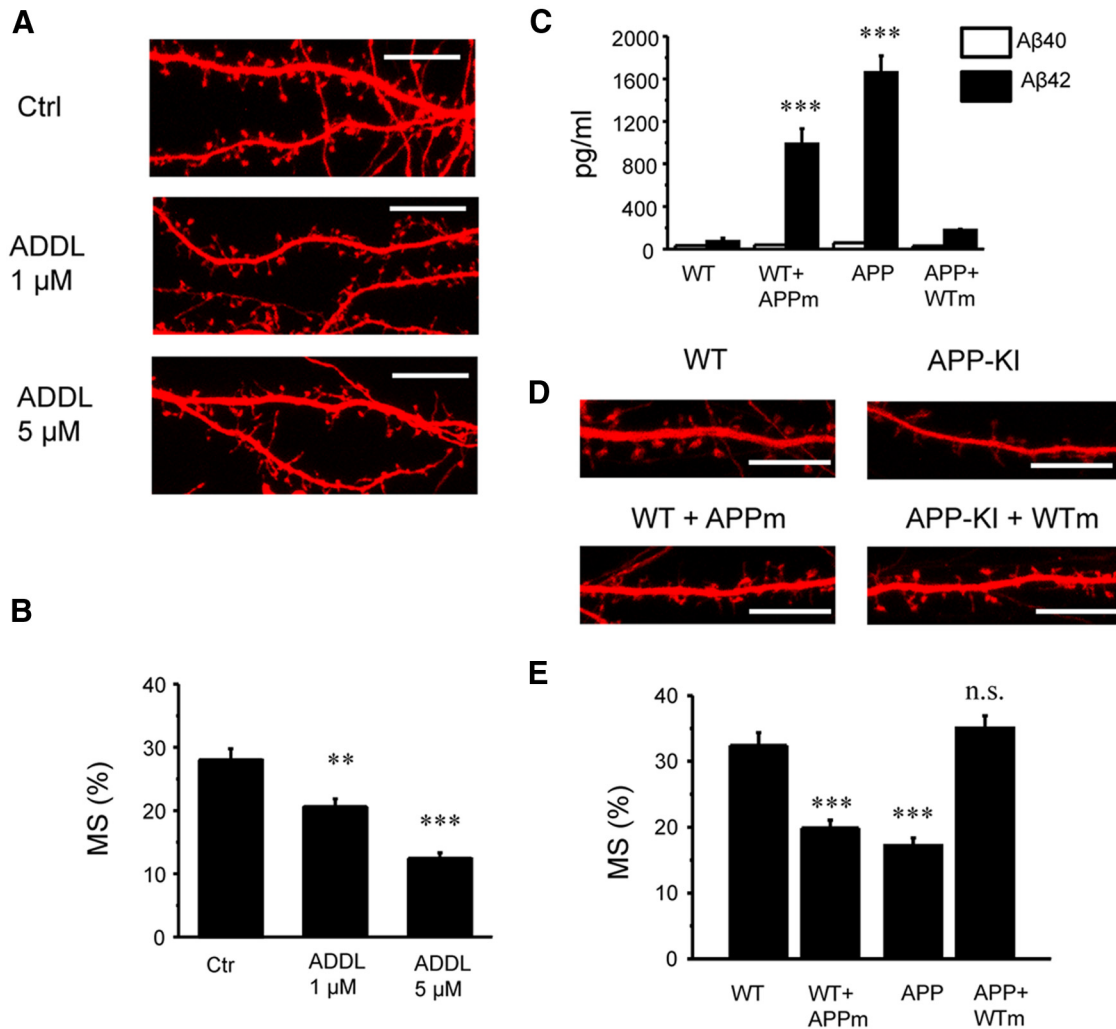 A
Ctrl
ADDL
1 µM
ADDL
5 µM
B
MS (%)
40
30
20
10
0
Ctr
ADDL
1 µM
ADDL
5 µM
C
pg/ml
2000
1600
1200
800
400
0
***
***
Aβ40
Aβ42
WT
WT+
APPm
APP
APP+
WTm
D
WT
APP-KI
WT + APPm
APP-KI + WTm
E
MS (%)
40
30
20
10
0
***
***
n.s.
WT
WT+
APPm
APP
APP+
WTm
**
***